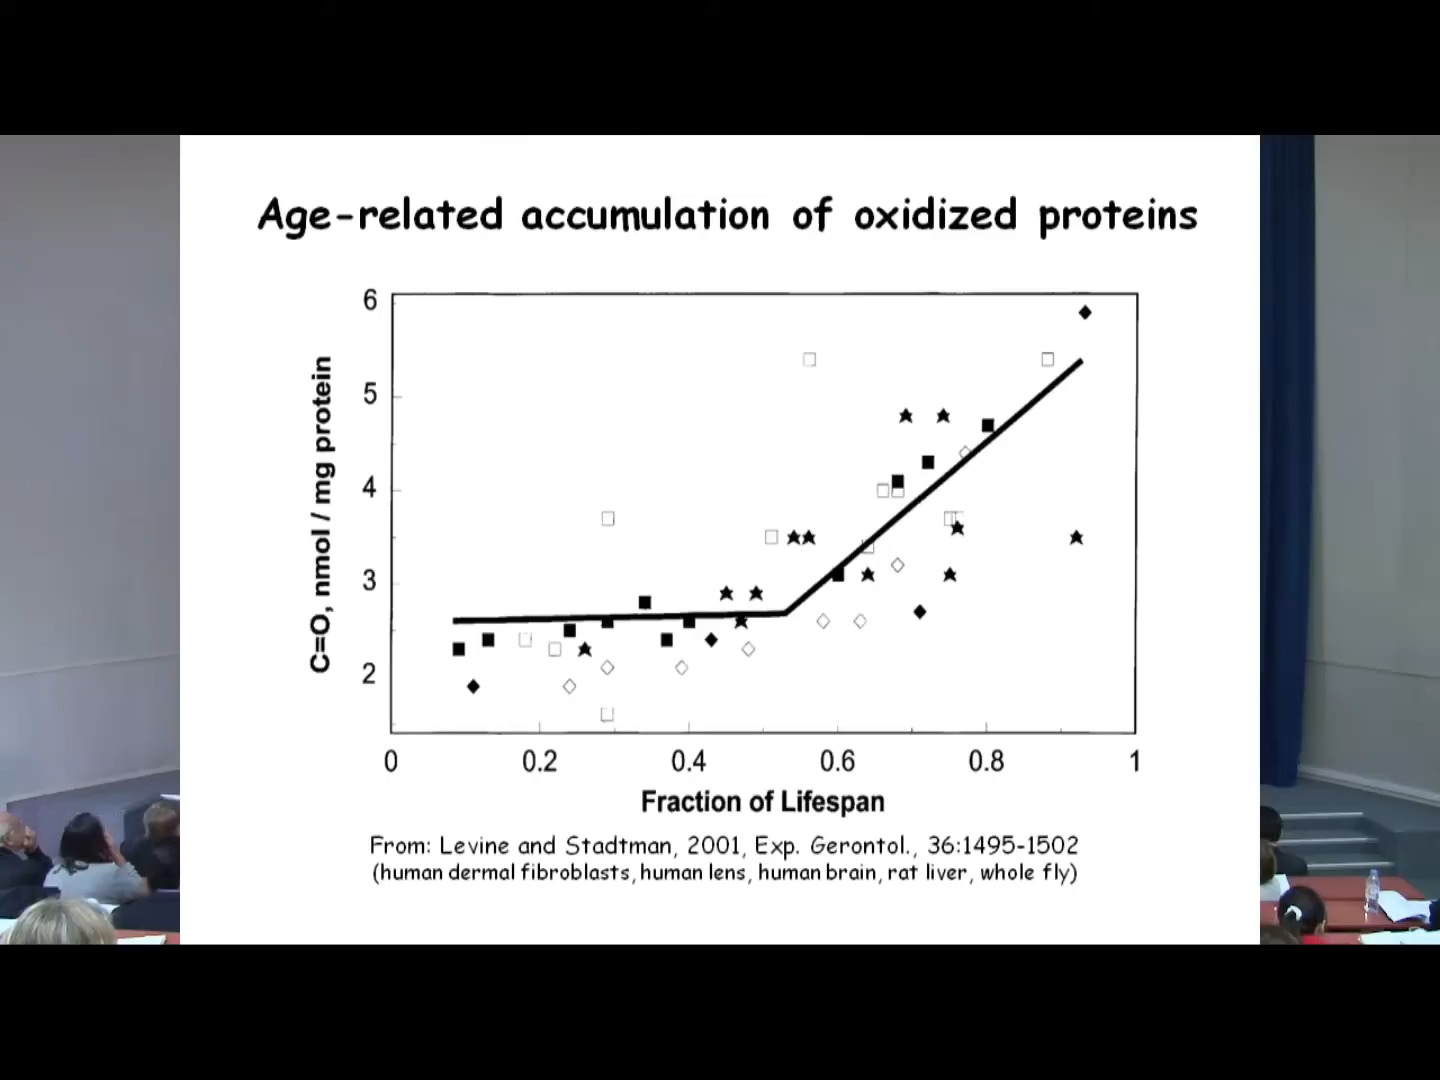 Age-related accumulation of oxidized proteins
6
5
4
3
2
C=O, nmol / mg protein
0 0.2 0.4 0.6 0.8 1
Fraction of Lifespan
From: Levine and Stadtman, 2001, Exp. Gerontol., 36:1495-1502
(human dermal fibroblasts, human lens, human brain, rat liver, whole fly)